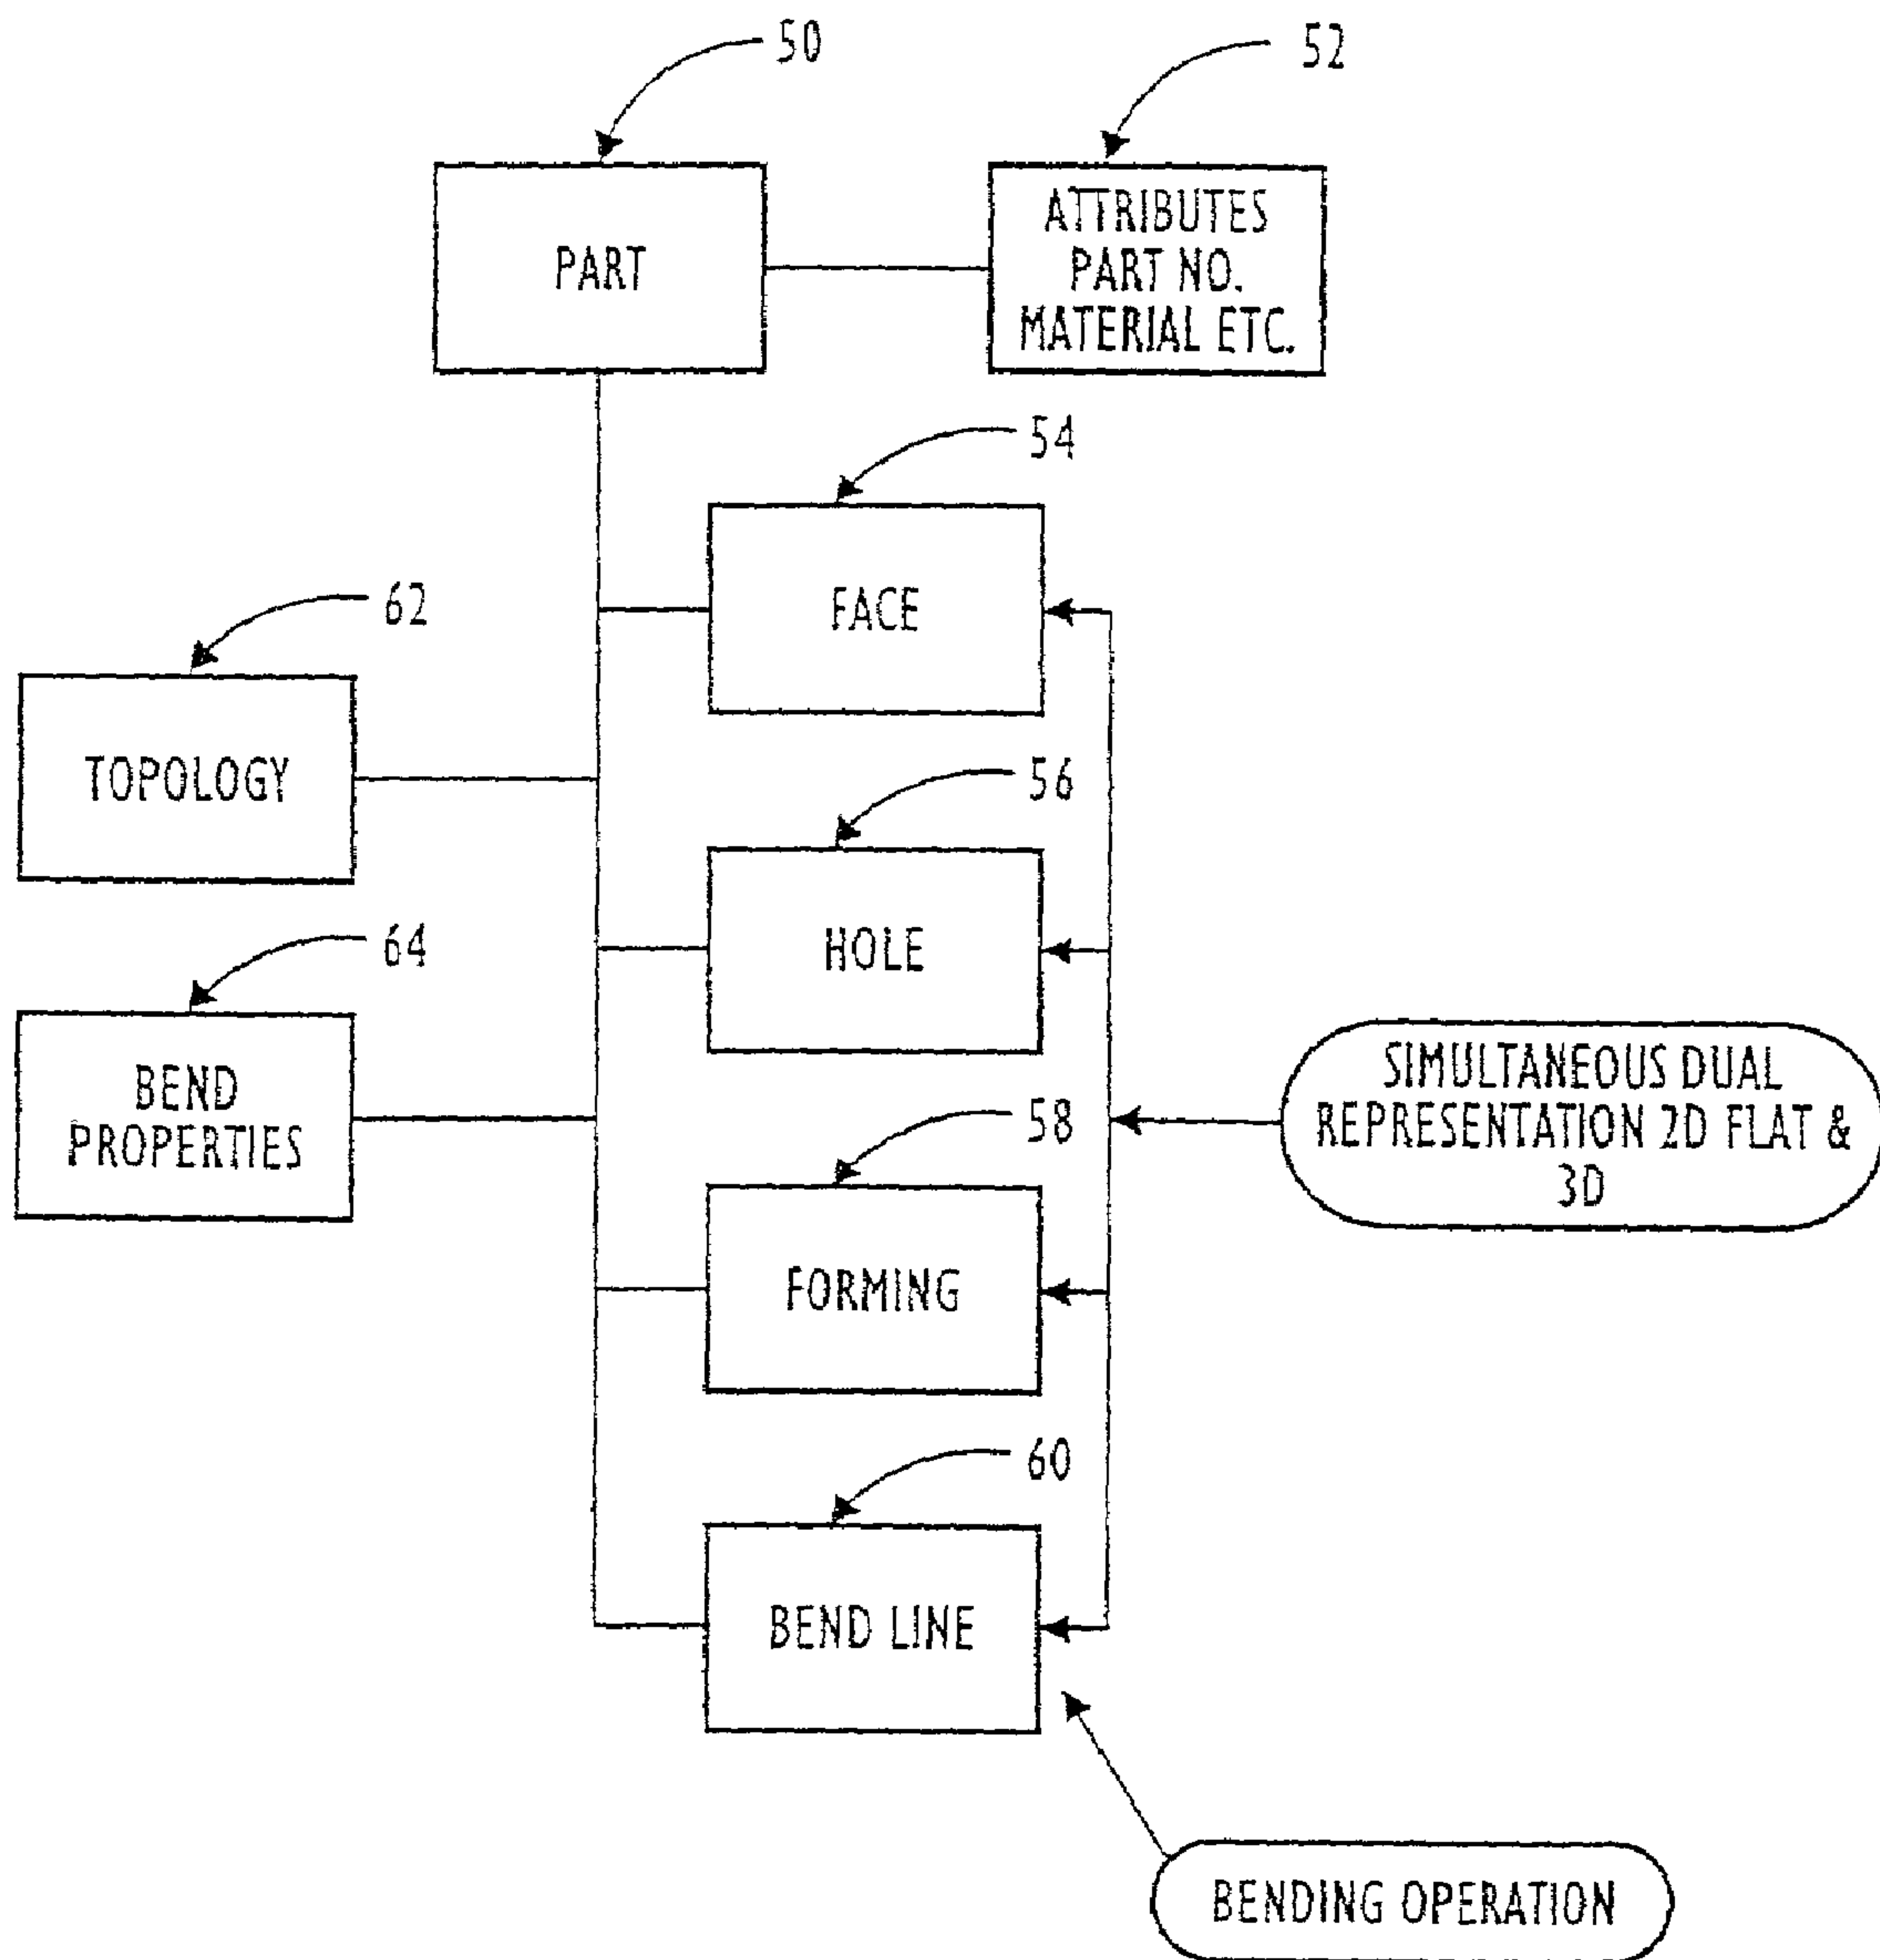 50
52
PART
ATTRIBUTES
PART NO.
MATERIAL ETC.
54
FACE
62
TOPOLOGY
56
HOLE
64
BEND
PROPERTIES
SIMULTANEOUS DUAL
REPRESENTATION 2D FLAT &
3D
58
FORMING
60
BEND LINE
BENDING OPERATION